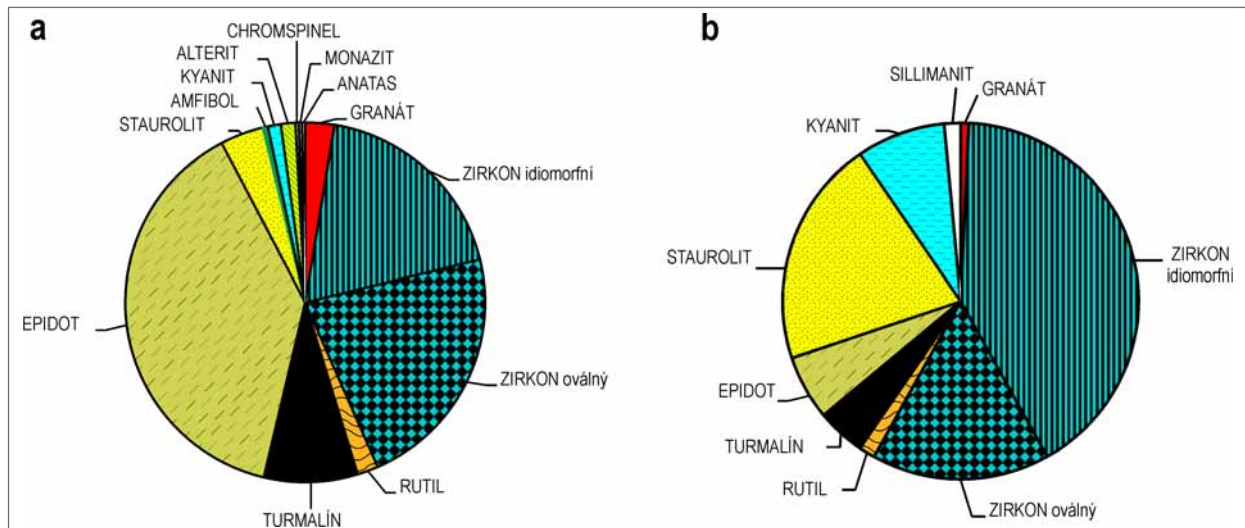 a
CHROMSPINEL
ALTERIT
MONAZIT
KYANIT
ANATAS
AMFIBOL
GRANÁT
STAUROLIT
ZIRKON idiomorfní
EPIDOT
ZIRKON oválný
RUTIL
TURMALÍN
b
SILLIMANIT
GRANÁT
KYANIT
STAUROLIT
ZIRKON
idiomorfní
EPIDOT
TURMALÍN
RUTIL
ZIRKON oválný